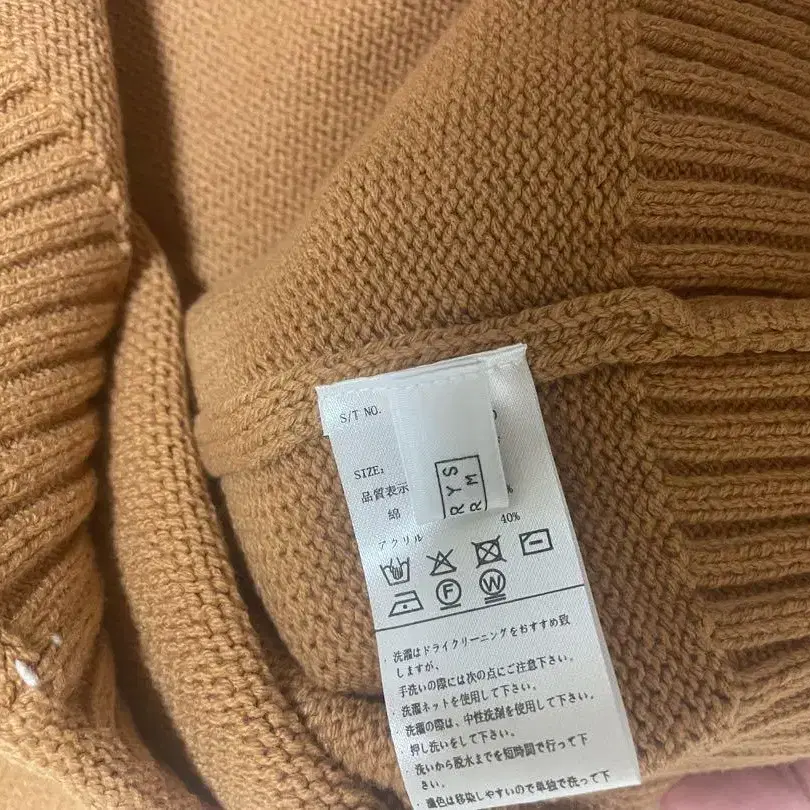 S/T NO.
SIZE:
品質表示
綿 %
アクリル 40%
RYS
RM
F W
・洗濯はドライクリーニングをおすすめ致
しますが、
手洗いの際には次の点にご注意下さい。
・洗濯ネットを使用して下さい。
・洗濯の際は、中性洗剤を使用して下さい。
・押し洗いをして下さい。
・洗いから脱水までを短時間で行って下
さい。
・濃色は移染しやすいので単独で洗って下